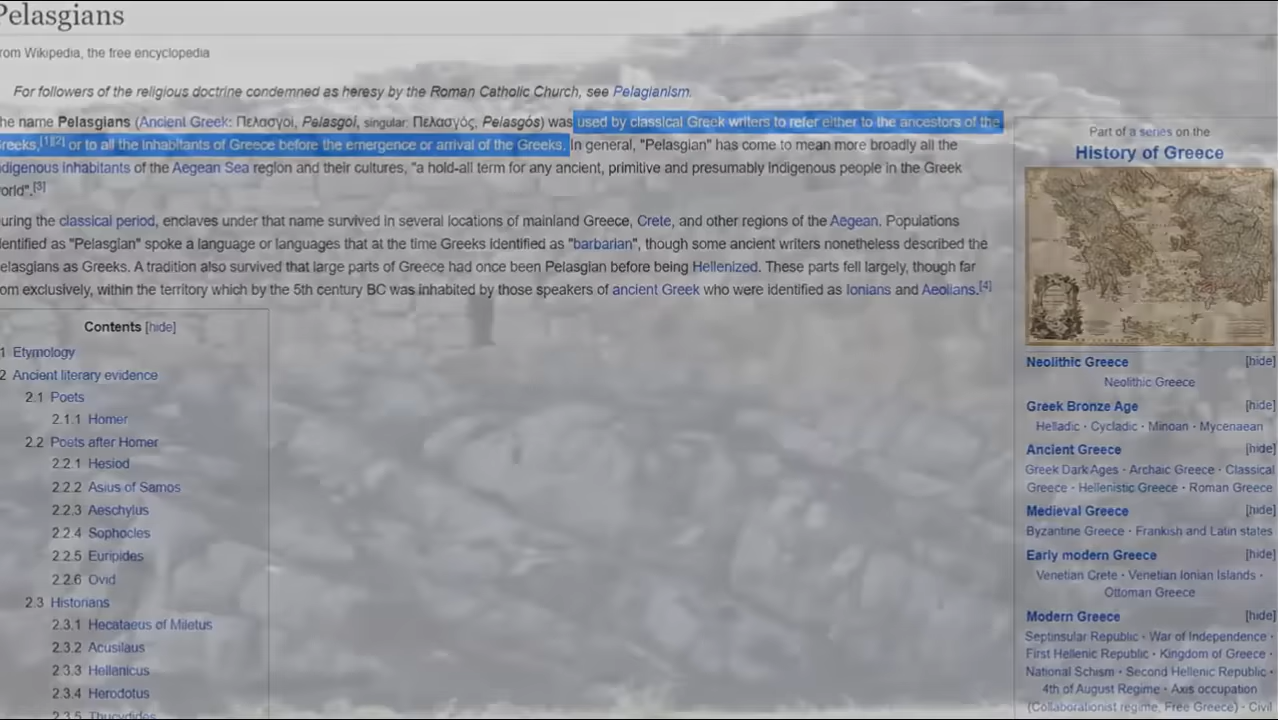 Pelasgians
rom Wikipedia, the free encyclopedia
For followers of the religious doctrine condemned as heresy by the Roman Catholic Church, see Pelagianism.
he name Pelasgians (Ancient Greek: Πελασγοί, Pelasgoí, singular: Πελασγός, Pelasgós) was used by classical Greek writers to refer either to the ancestors of the
reeks,[1][2] or to all the inhabitants of Greece before the emergence or arrival of the Greeks. In general, "Pelasgian" has come to mean more broadly all the
ndigenous inhabitants of the Aegean Sea region and their cultures, "a hold-all term for any ancient, primitive and presumably indigenous people in the Greek
orld".[3]
uring the classical period, enclaves under that name survived in several locations of mainland Greece, Crete, and other regions of the Aegean. Populations
entified as "Pelasgian" spoke a language or languages that at the time Greeks identified as "barbarian", though some ancient writers nonetheless described the
elasgians as Greeks. A tradition also survived that large parts of Greece had once been Pelasgian before being Hellenized. These parts fell largely, though far
om exclusively, within the territory which by the 5th century BC was inhabited by those speakers of ancient Greek who were identified as Ionians and Aeolians.[4]
Contents [hide]
1 Etymology
2 Ancient literary evidence
2.1 Poets
2.1.1 Homer
2.2 Poets after Homer
2.2.1 Hesiod
2.2.2 Asius of Samos
2.2.3 Aeschylus
2.2.4 Sophocles
2.2.5 Euripides
2.2.6 Ovid
2.3 Historians
2.3.1 Hecataeus of Miletus
2.3.2 Acusilaus
2.3.3 Hellanicus
2.3.4 Herodotus
2.3.5 Thucydides
Part of a series on the
History of Greece
Neolithic Greece [hide]
Neolithic Greece
Greek Bronze Age [hide]
Helladic · Cycladic · Minoan · Mycenaean
Ancient Greece [hide]
Greek Dark Ages · Archaic Greece · Classical
Greece · Hellenistic Greece · Roman Greece
Medieval Greece [hide]
Byzantine Greece · Frankish and Latin states
Early modern Greece [hide]
Venetian Crete · Venetian Ionian Islands ·
Ottoman Greece
Modern Greece [hide]
Septinsular Republic · War of Independence ·
First Hellenic Republic · Kingdom of Greece ·
National Schism · Second Hellenic Republic ·
4th of August Regime · Axis occupation
(Collaborationist regime, Free Greece) · Civil